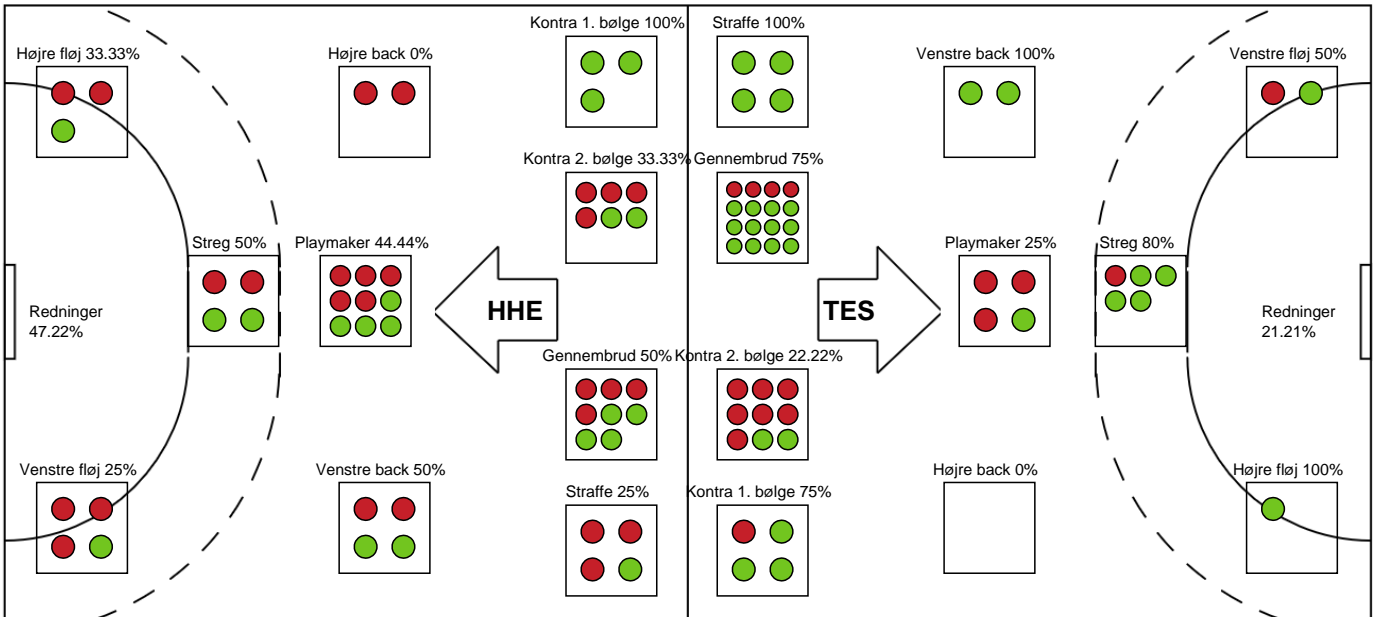 Kontra 1. bølge 100%
Straffe 100%
Højre fløj 33.33%
Højre back 0%
Venstre back 100%
Venstre fløj 50%
Kontra 2. bølge 33.33%
Gennembrud 75%
Streg 50%
Playmaker 44.44%
Playmaker 25%
Streg 80%
Redninger
47.22%
HHE
TES
Redninger
21.21%
Gennembrud 50%
Kontra 2. bølge 22.22%
Venstre fløj 25%
Venstre back 50%
Straffe 25%
Kontra 1. bølge 75%
Højre back 0%
Højre fløj 100%